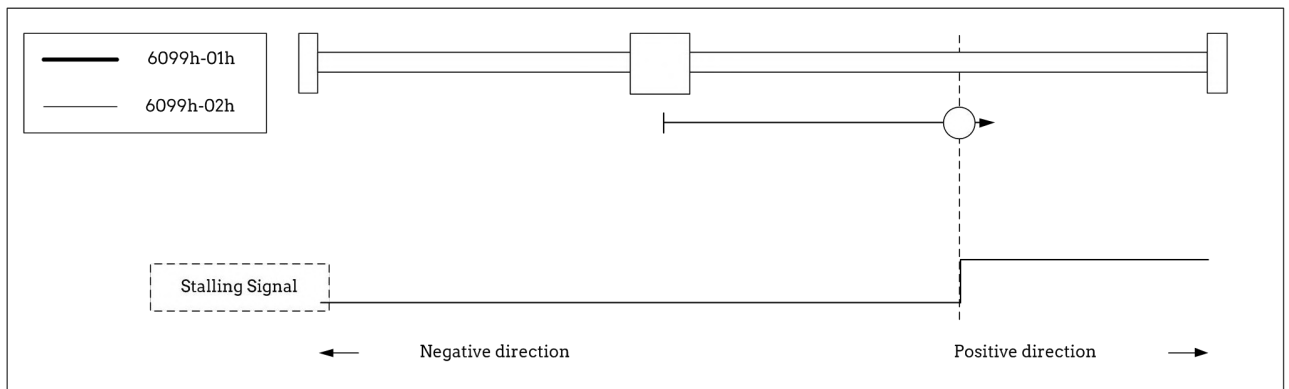 6099h-01h
6099h-02h
Stalling Signal
Negative direction
Positive direction